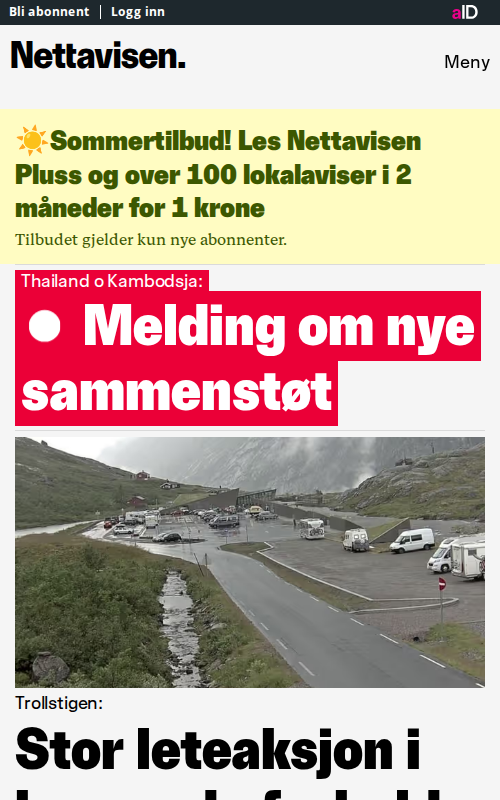 Bli abonnent
Logg inn
aID
Nettavisen.
Meny
Sommertilbud! Les Nettavisen
Pluss og over 100 lokalaviser i 2
måneder for 1 krone
Tilbudet gjelder kun nye abonnenter.
Thailand o Kambodsja:
Melding om nye
sammenstøt
Trollstigen:
Stor leteaksjon i